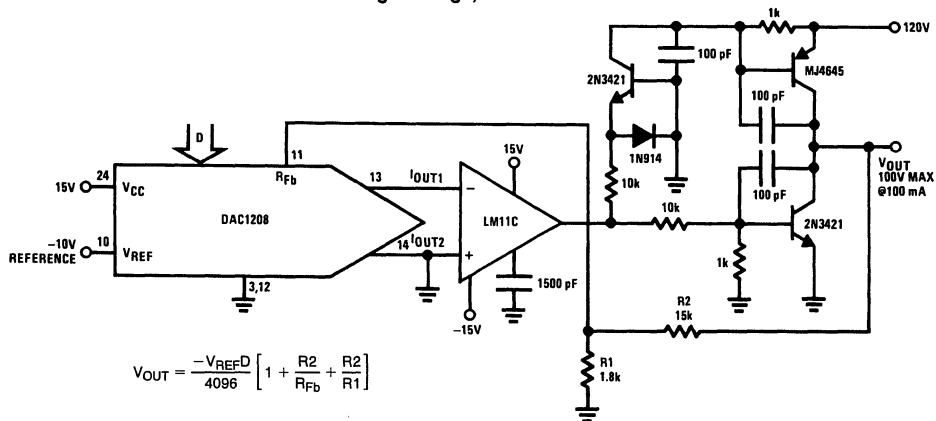 1k
120V
100 pF
2N3421
MJ4645
100 pF
D
11
1N914
15V
RFb
13
IOUT1
VOUT
100V MAX
@100 mA
24
15V
VCC
–
10k
100 pF
DAC1208
LM11C
10k
2N3421
–10V
REFERENCE
10
VREF
14
IOUT2
+
1k
3,12
1500 pF
–15V
R2
15k
R1
1.8k
VOUT = –VREFD / 4096 [1 + R2/RFb + R2/R1]